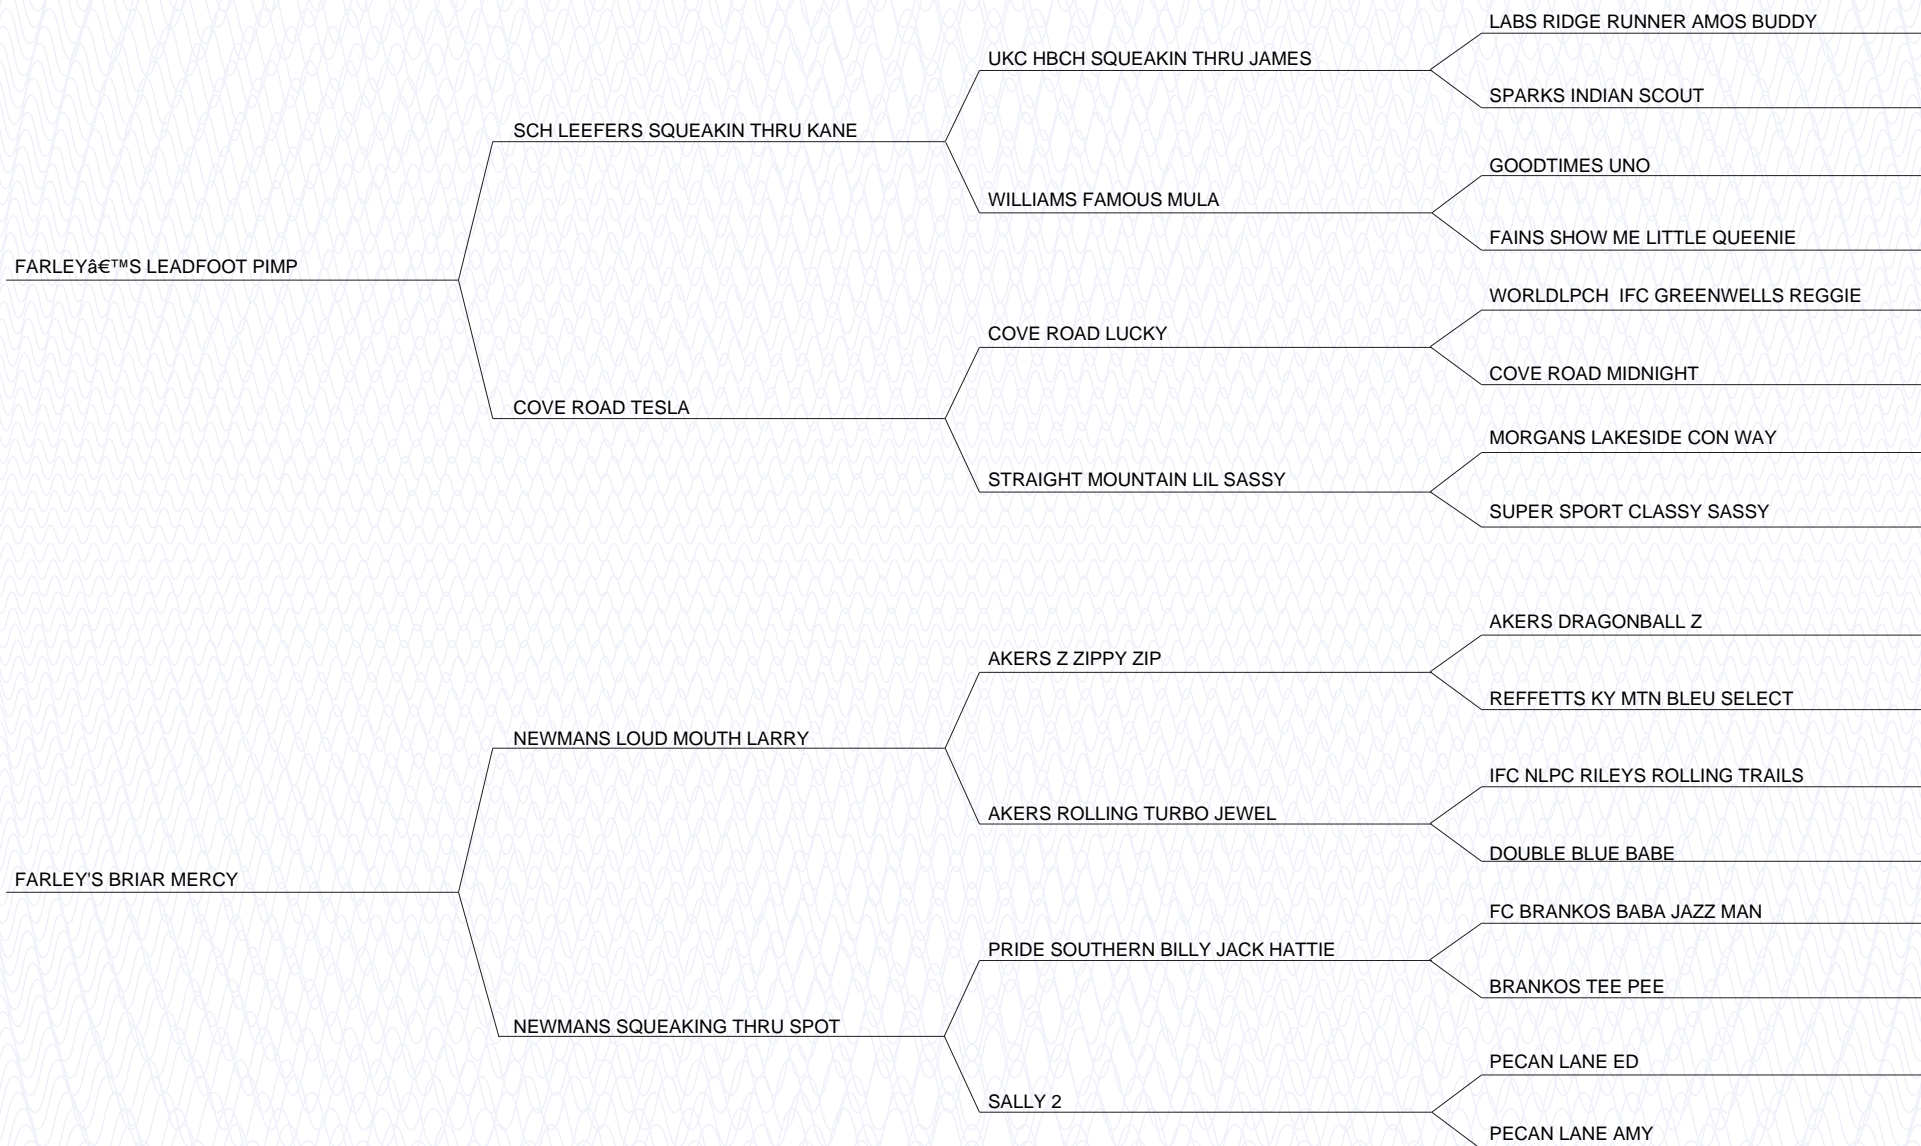 LABS RIDGE RUNNER AMOS BUDDY
UKC HBCH SQUEAKIN THRU JAMES
SPARKS INDIAN SCOUT
SCH LEEFERS SQUEAKIN THRU KANE
GOODTIMES UNO
WILLIAMS FAMOUS MULA
FAINS SHOW ME LITTLE QUEENIE
FARLEY’S LEADFOOT PIMP
WORLDLPCH  IFC GREENWELLS REGGIE
COVE ROAD LUCKY
COVE ROAD MIDNIGHT
COVE ROAD TESLA
MORGANS LAKESIDE CON WAY
STRAIGHT MOUNTAIN LIL SASSY
SUPER SPORT CLASSY SASSY
AKERS DRAGONBALL Z
AKERS Z ZIPPY ZIP
REFFETTS KY MTN BLEU SELECT
NEWMANS LOUD MOUTH LARRY
IFC NLPC RILEYS ROLLING TRAILS
AKERS ROLLING TURBO JEWEL
DOUBLE BLUE BABE
FARLEY'S BRIAR MERCY
FC BRANKOS BABA JAZZ MAN
PRIDE SOUTHERN BILLY JACK HATTIE
BRANKOS TEE PEE
NEWMANS SQUEAKING THRU SPOT
PECAN LANE ED
SALLY 2
PECAN LANE AMY